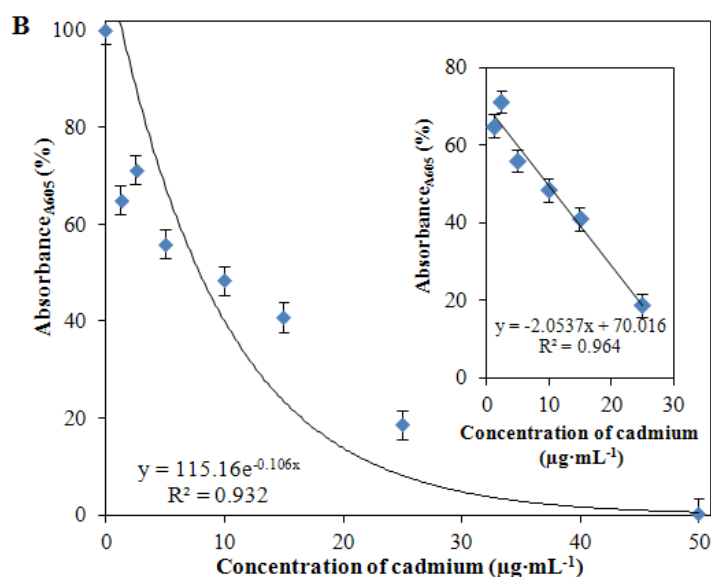 B
100
80
60
40
20
0
Absorbance_A605 (%)
0 10 20 30 40 50
Concentration of cadmium (µg·mL⁻¹)
y = 115.16e^-0.106x
R² = 0.932
80
60
40
20
0
Absorbance_A605 (%)
y = -2.0537x + 70.016
R² = 0.964
0 10 20 30
Concentration of cadmium
(µg·mL⁻¹)